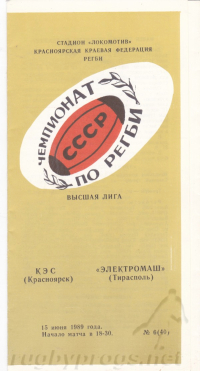 СТАДИОН «ЛОКОМОТИВ»
КРАСНОЯРСКАЯ КРАЕВАЯ ФЕДЕРАЦИЯ
РЕГБИ
ЧЕМПИОНАТ
СССР
ПО РЕГБИ
ВЫСШАЯ ЛИГА
КЭС
(Красноярск)
«ЭЛЕКТРОМАШ»
(Тирасполь)
15 июня 1989 года.
Начало матча в 18-30.
№ 6(40)
rugbyprogs.net